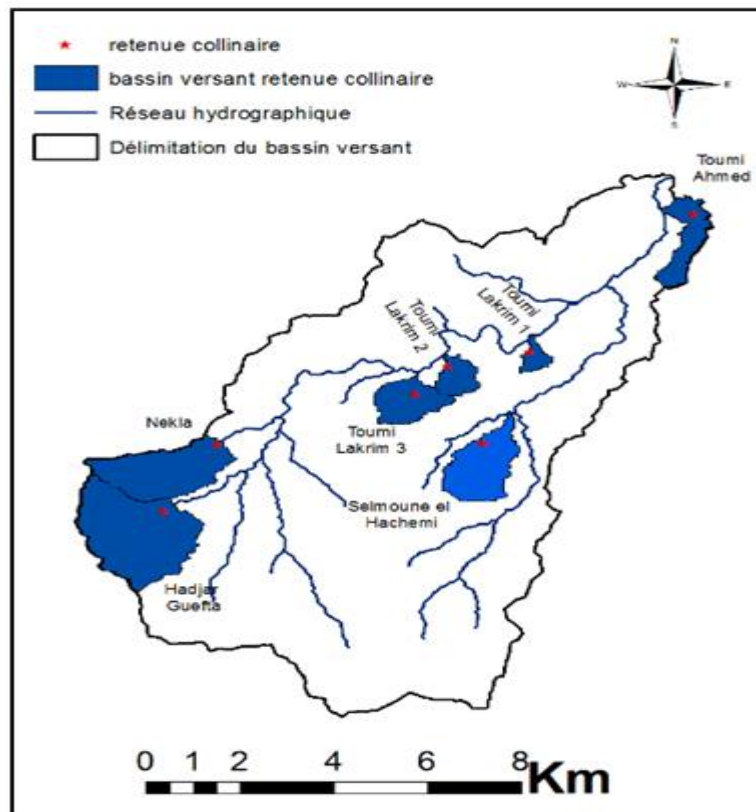 retenue collinaire
bassin versant retenue collinaire
Réseau hydrographique
Délimitation du bassin versant
N
W
E
S
Toumi
Ahmed
Toumi
Lakrim 1
Toumi
Lakrim 2
Nekla
Toumi
Lakrim 3
Selmoune el
Hachemi
Hadjar
Guefla
0 1 2 4 6 8 Km